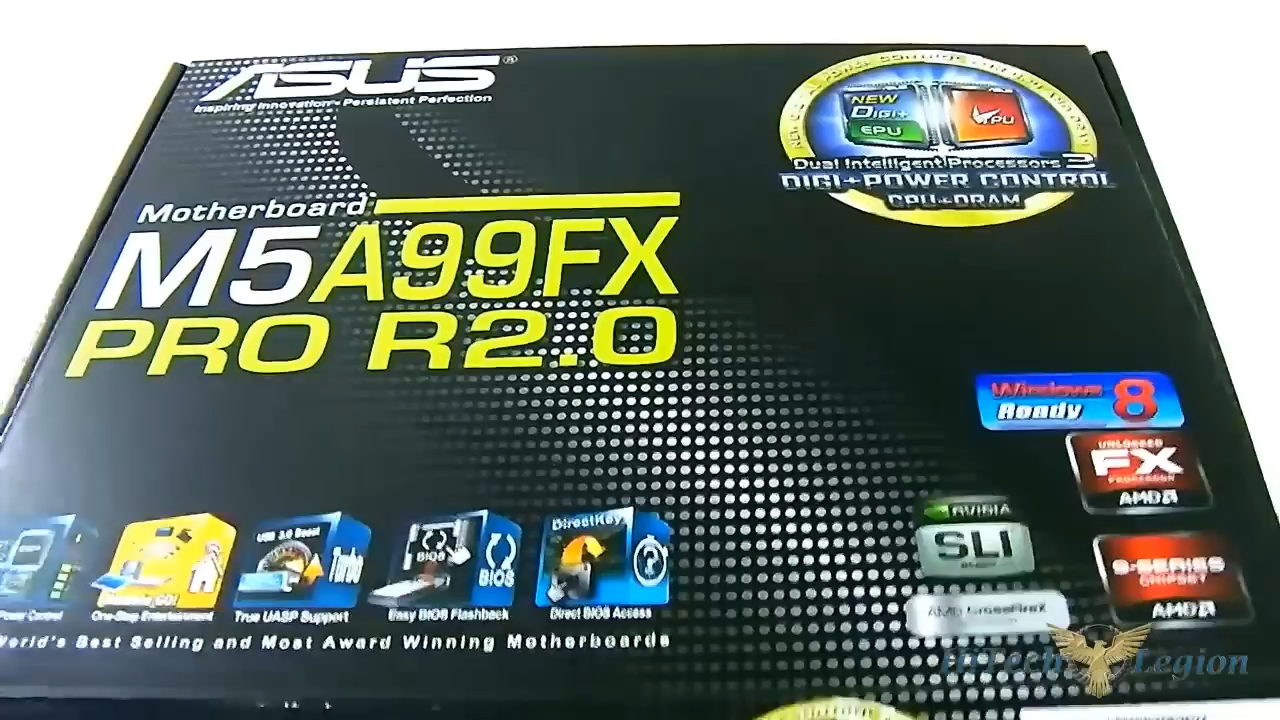 ASUS®
Inspiring Innovation • Persistent Perfection
NEW
DIGI+
EPU
TPU
Dual Intelligent Processors 3
DIGI+POWER CONTROL
CPU+DRAM
Motherboard
M5A99FX
PRO R2.0
Windows 8
Ready
UNLOCKED
FX
PROCESSOR
AMD
NVIDIA
SLI
READY
9-SERIES
CHIPSET
AMD
AMD CrossFireX
USB 3.0 Boost
Turbo
BIOS
BIOS
DirectKey
Power Control
One-Stop Entertainment
True UASP Support
Easy BIOS Flashback
Direct BIOS Access
World's Best Selling and Most Award Winning Motherboards
HiTech Legion